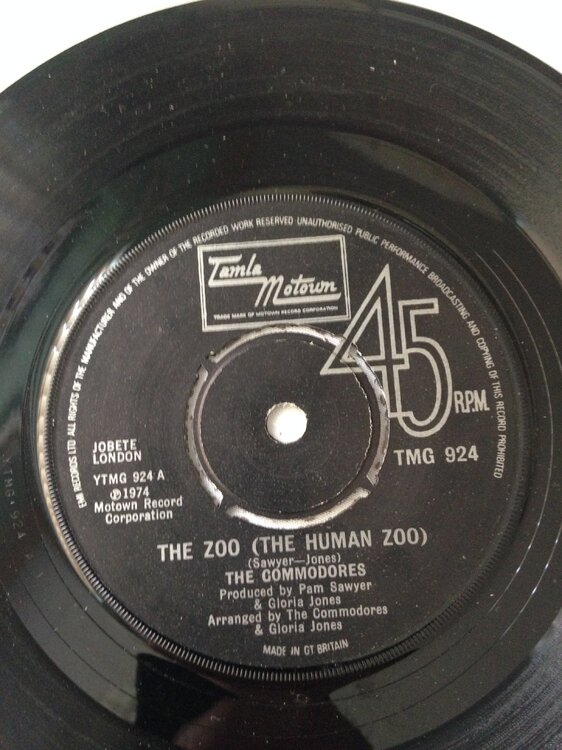 EMI RECORDS LTD ALL RIGHTS OF THE MANUFACTURER AND OF THE OWNER OF THE RECORDED WORK RESERVED UNAUTHORISED PUBLIC PERFORMANCE BROADCASTING AND COPYING OF THIS RECORD PROHIBITED
Tamla
Motown
TRADE MARK OF MOTOWN RECORD CORPORATION
45
R.P.M.
JOBETE
LONDON
TMG 924
YTMG 924 A
℗1974
Motown Record
Corporation
THE ZOO (THE HUMAN ZOO)
(Sawyer—Jones)
THE COMMODORES
Produced by Pam Sawyer
& Gloria Jones
Arranged by The Commodores
& Gloria Jones
MADE IN GT BRITAIN
YTMG·924